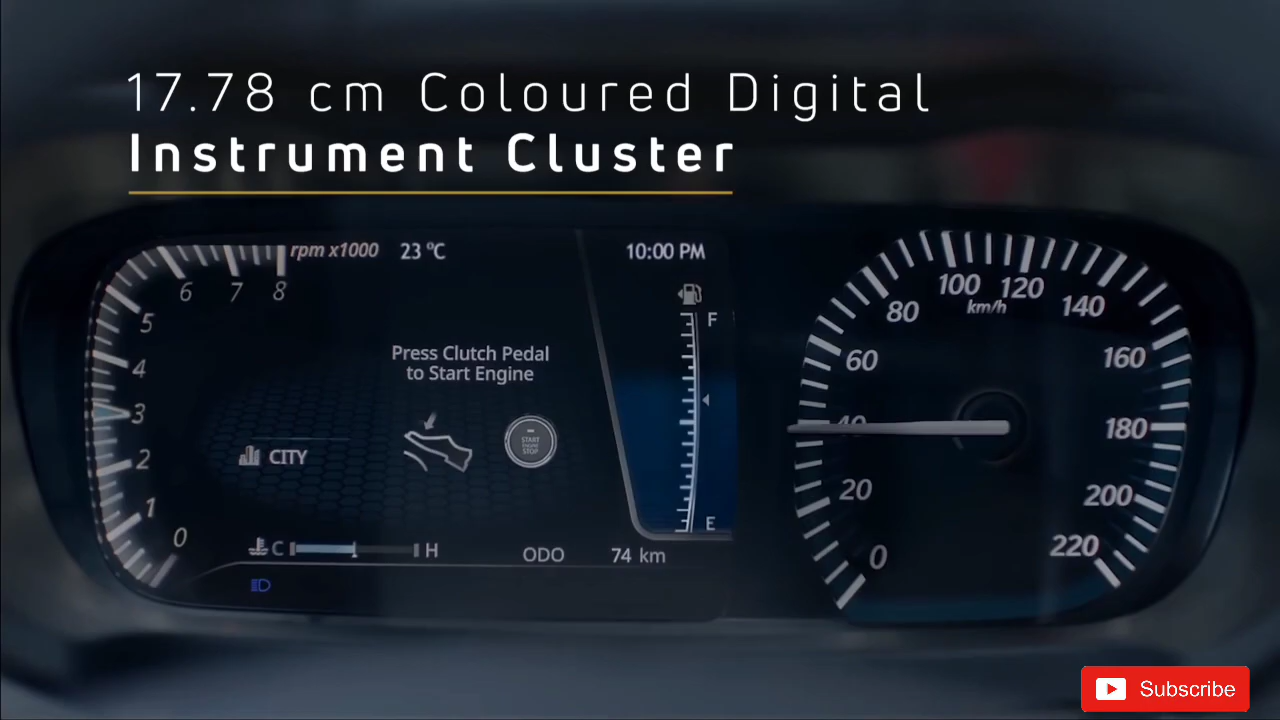 17.78 cm Coloured Digital
Instrument Cluster
rpm x1000
23 ºC
10:00 PM
6 7 8
5
4
3
2
1
0
F
E
Press Clutch Pedal
to Start Engine
START
ENGINE
STOP
CITY
C H
ODO 74 km
0
20
40
60
80
100
120
140
160
180
200
220
km/h
Subscribe